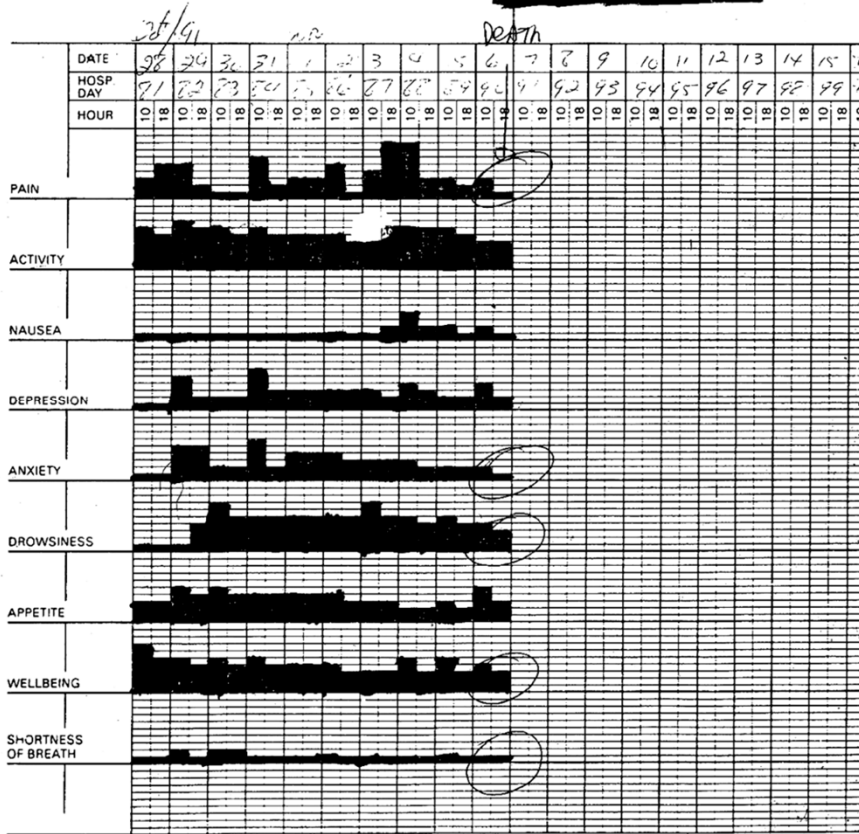 DEATH
DATE 28 29 30 31 1 2 3 4 5 6 7 8 9 10 11 12 13 14 15
HOSP. DAY 81 82 83 84 85 86 87 88 89 90 91 92 93 94 95 96 97 98 99
HOUR 10 18 10 18 10 18 10 18 10 18 10 18 10 18 10 18 10 18 10 18 10 18 10 18 10 18 10 18 10 18 10 18 10 18 10 18 10 18
PAIN
ACTIVITY
NAUSEA
DEPRESSION
ANXIETY
DROWSINESS
APPETITE
WELLBEING
SHORTNESS
OF BREATH